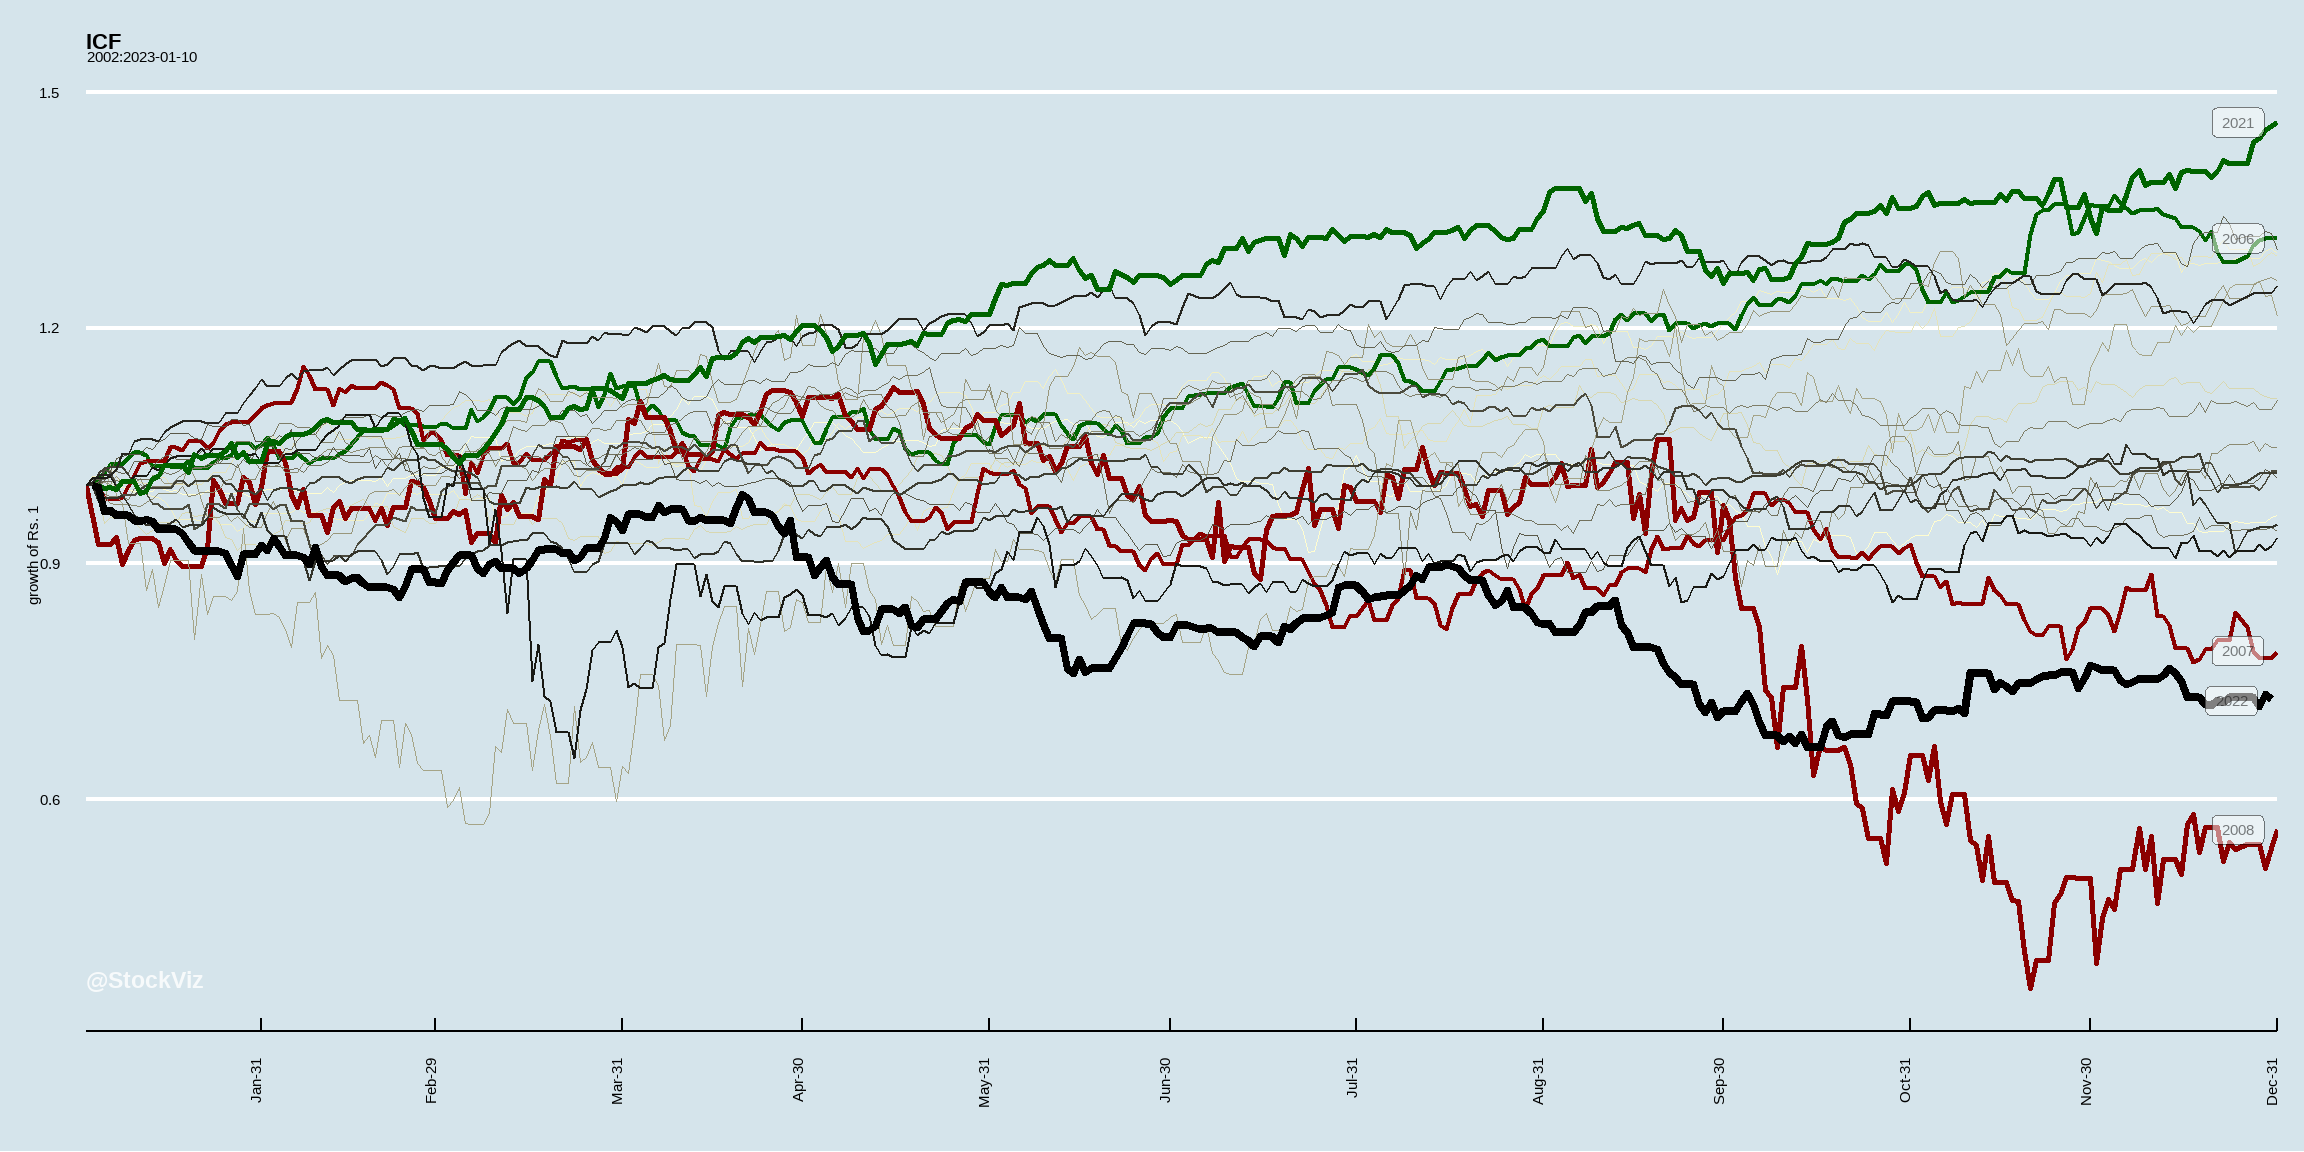 ICF
2002:2023-01-10
1.5
1.2
0.9
0.6
growth of Rs. 1
2021
2006
2007
2022
2008
@StockViz
Jan-31
Feb-29
Mar-31
Apr-30
May-31
Jun-30
Jul-31
Aug-31
Sep-30
Oct-31
Nov-30
Dec-31